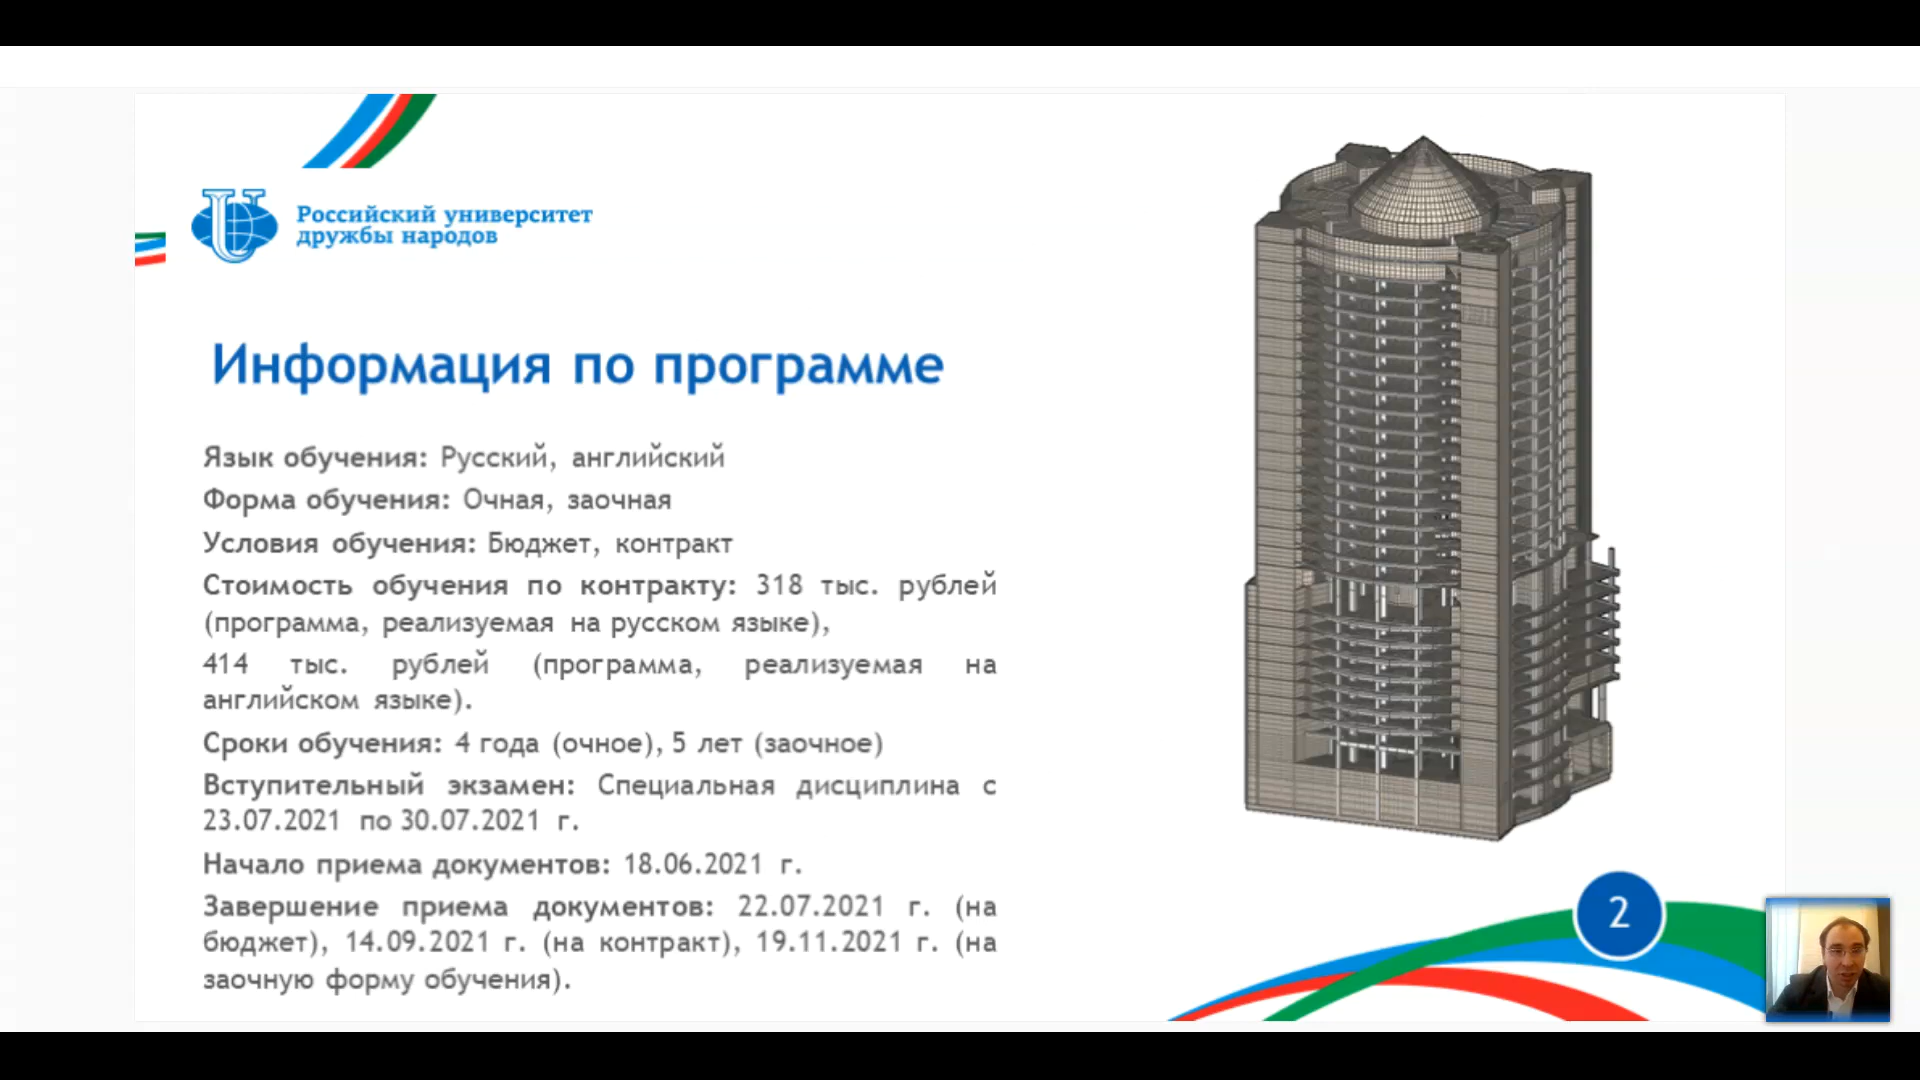 Российский университет
дружбы народов
Информация по программе
Язык обучения: Русский, английский
Форма обучения: Очная, заочная
Условия обучения: Бюджет, контракт
Стоимость обучения по контракту: 318 тыс. рублей
(программа, реализуемая на русском языке),
414 тыс. рублей (программа, реализуемая на
английском языке).
Сроки обучения: 4 года (очное), 5 лет (заочное)
Вступительный экзамен: Специальная дисциплина с
23.07.2021 по 30.07.2021 г.
Начало приема документов: 18.06.2021 г.
Завершение приема документов: 22.07.2021 г. (на
бюджет), 14.09.2021 г. (на контракт), 19.11.2021 г. (на
заочную форму обучения).
2